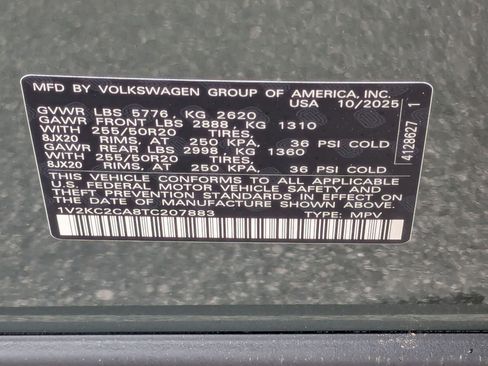 MFD BY VOLKSWAGEN GROUP OF AMERICA, INC.
USA 10/2025
GVWR LBS 5776, KG 2620
GAWR FRONT LBS 2888, KG 1310
WITH 255/50R20 TIRES,
8JX20 RIMS, AT 250 KPA, 36 PSI COLD
GAWR REAR LBS 2998, KG 1360
WITH 255/50R20 TIRES,
8JX20 RIMS, AT 250 KPA, 36 PSI COLD
THIS VEHICLE CONFORMS TO ALL APPLICABLE
U.S. FEDERAL MOTOR VEHICLE SAFETY AND
THEFT PREVENTION STANDARDS IN EFFECT ON
THE DATE OF MANUFACTURE SHOWN ABOVE.
1V2KC2CA8TC207883 TYPE: MPV
4128627 1